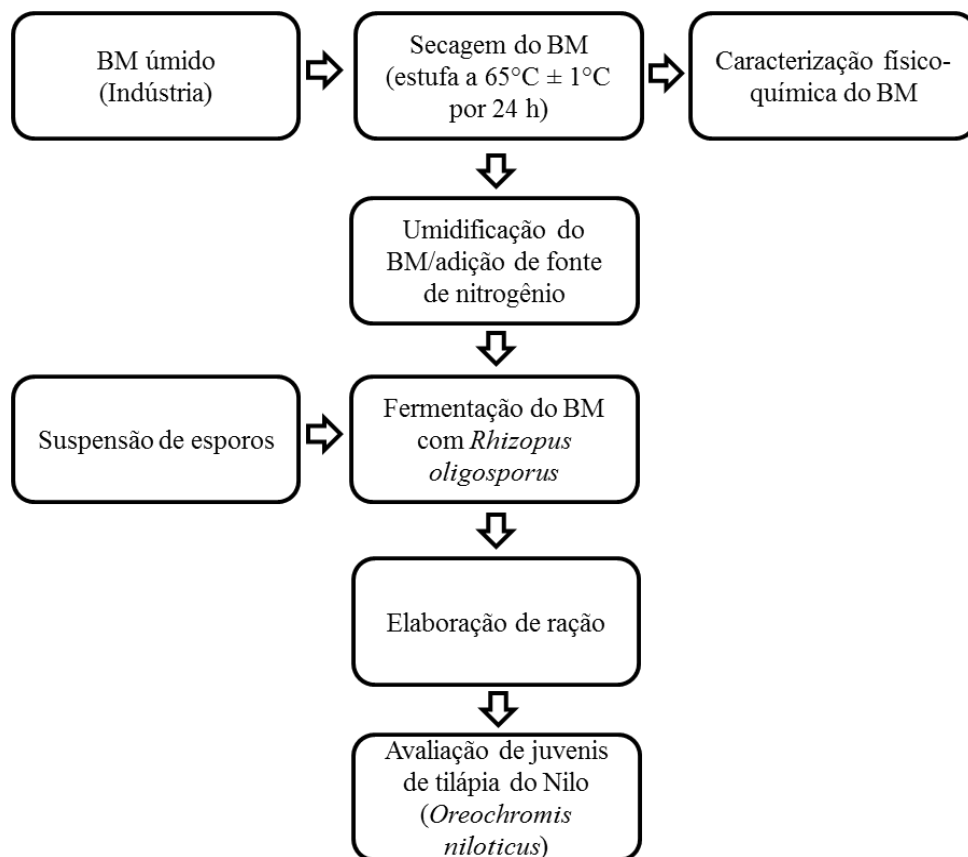 BM úmido
(Indústria)
Secagem do BM
(estufa a 65°C ± 1°C
por 24 h)
Caracterização físico-
química do BM
Umidificação do
BM/adição de fonte
de nitrogênio
Suspensão de esporos
Fermentação do BM
com Rhizopus
oligosporus
Elaboração de ração
Avaliação de juvenis
de tilápia do Nilo
(Oreochromis
niloticus)